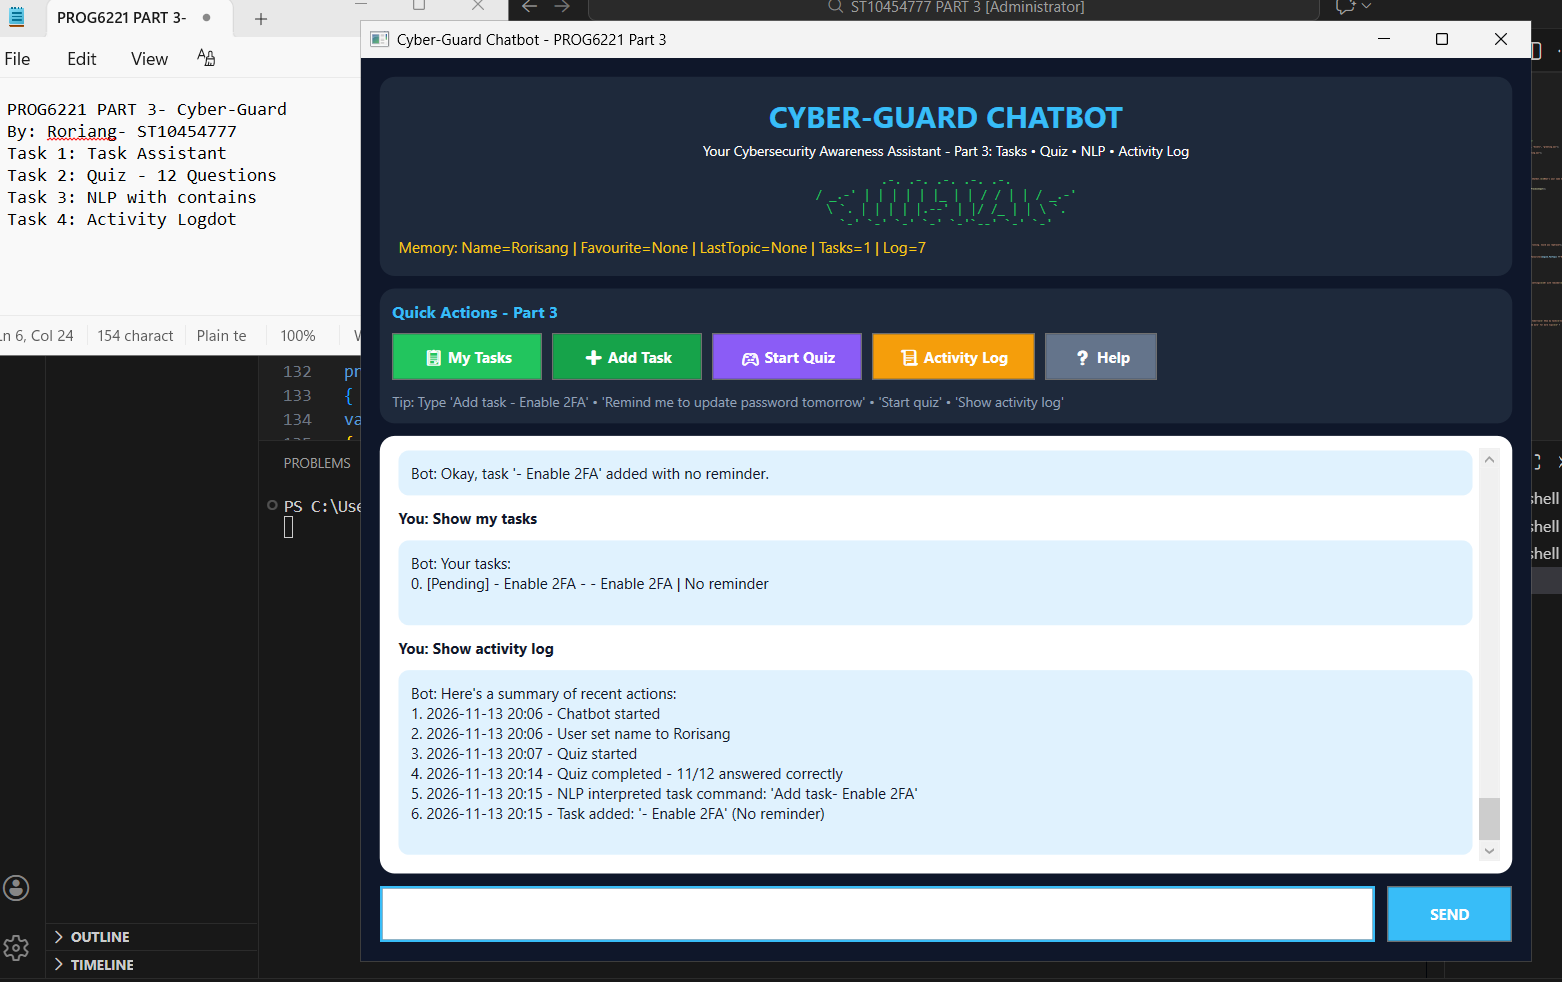 PROG6221 PART 3-
File Edit View
PROG6221 PART 3- Cyber-Guard
By: Roriang- ST10454777
Task 1: Task Assistant
Task 2: Quiz - 12 Questions
Task 3: NLP with contains
Task 4: Activity Logdot
Ln 6, Col 24 154 charact Plain te 100%
ST10454777 PART 3 [Administrator]
132
133 {
134
PROBLEMS
PS C:\Use
OUTLINE
TIMELINE
shell
shell
shell
Cyber-Guard Chatbot - PROG6221 Part 3
CYBER-GUARD CHATBOT
Your Cybersecurity Awareness Assistant - Part 3: Tasks • Quiz • NLP • Activity Log
Memory: Name=Rorisang | Favourite=None | LastTopic=None | Tasks=1 | Log=7
Quick Actions - Part 3
My Tasks
Add Task
Start Quiz
Activity Log
? Help
Tip: Type 'Add task - Enable 2FA' • 'Remind me to update password tomorrow' • 'Start quiz' • 'Show activity log'
Bot: Okay, task '- Enable 2FA' added with no reminder.
You: Show my tasks
Bot: Your tasks:
0. [Pending] - Enable 2FA - - Enable 2FA | No reminder
You: Show activity log
Bot: Here's a summary of recent actions:
1. 2026-11-13 20:06 - Chatbot started
2. 2026-11-13 20:06 - User set name to Rorisang
3. 2026-11-13 20:07 - Quiz started
4. 2026-11-13 20:14 - Quiz completed - 11/12 answered correctly
5. 2026-11-13 20:15 - NLP interpreted task command: 'Add task- Enable 2FA'
6. 2026-11-13 20:15 - Task added: '- Enable 2FA' (No reminder)
SEND